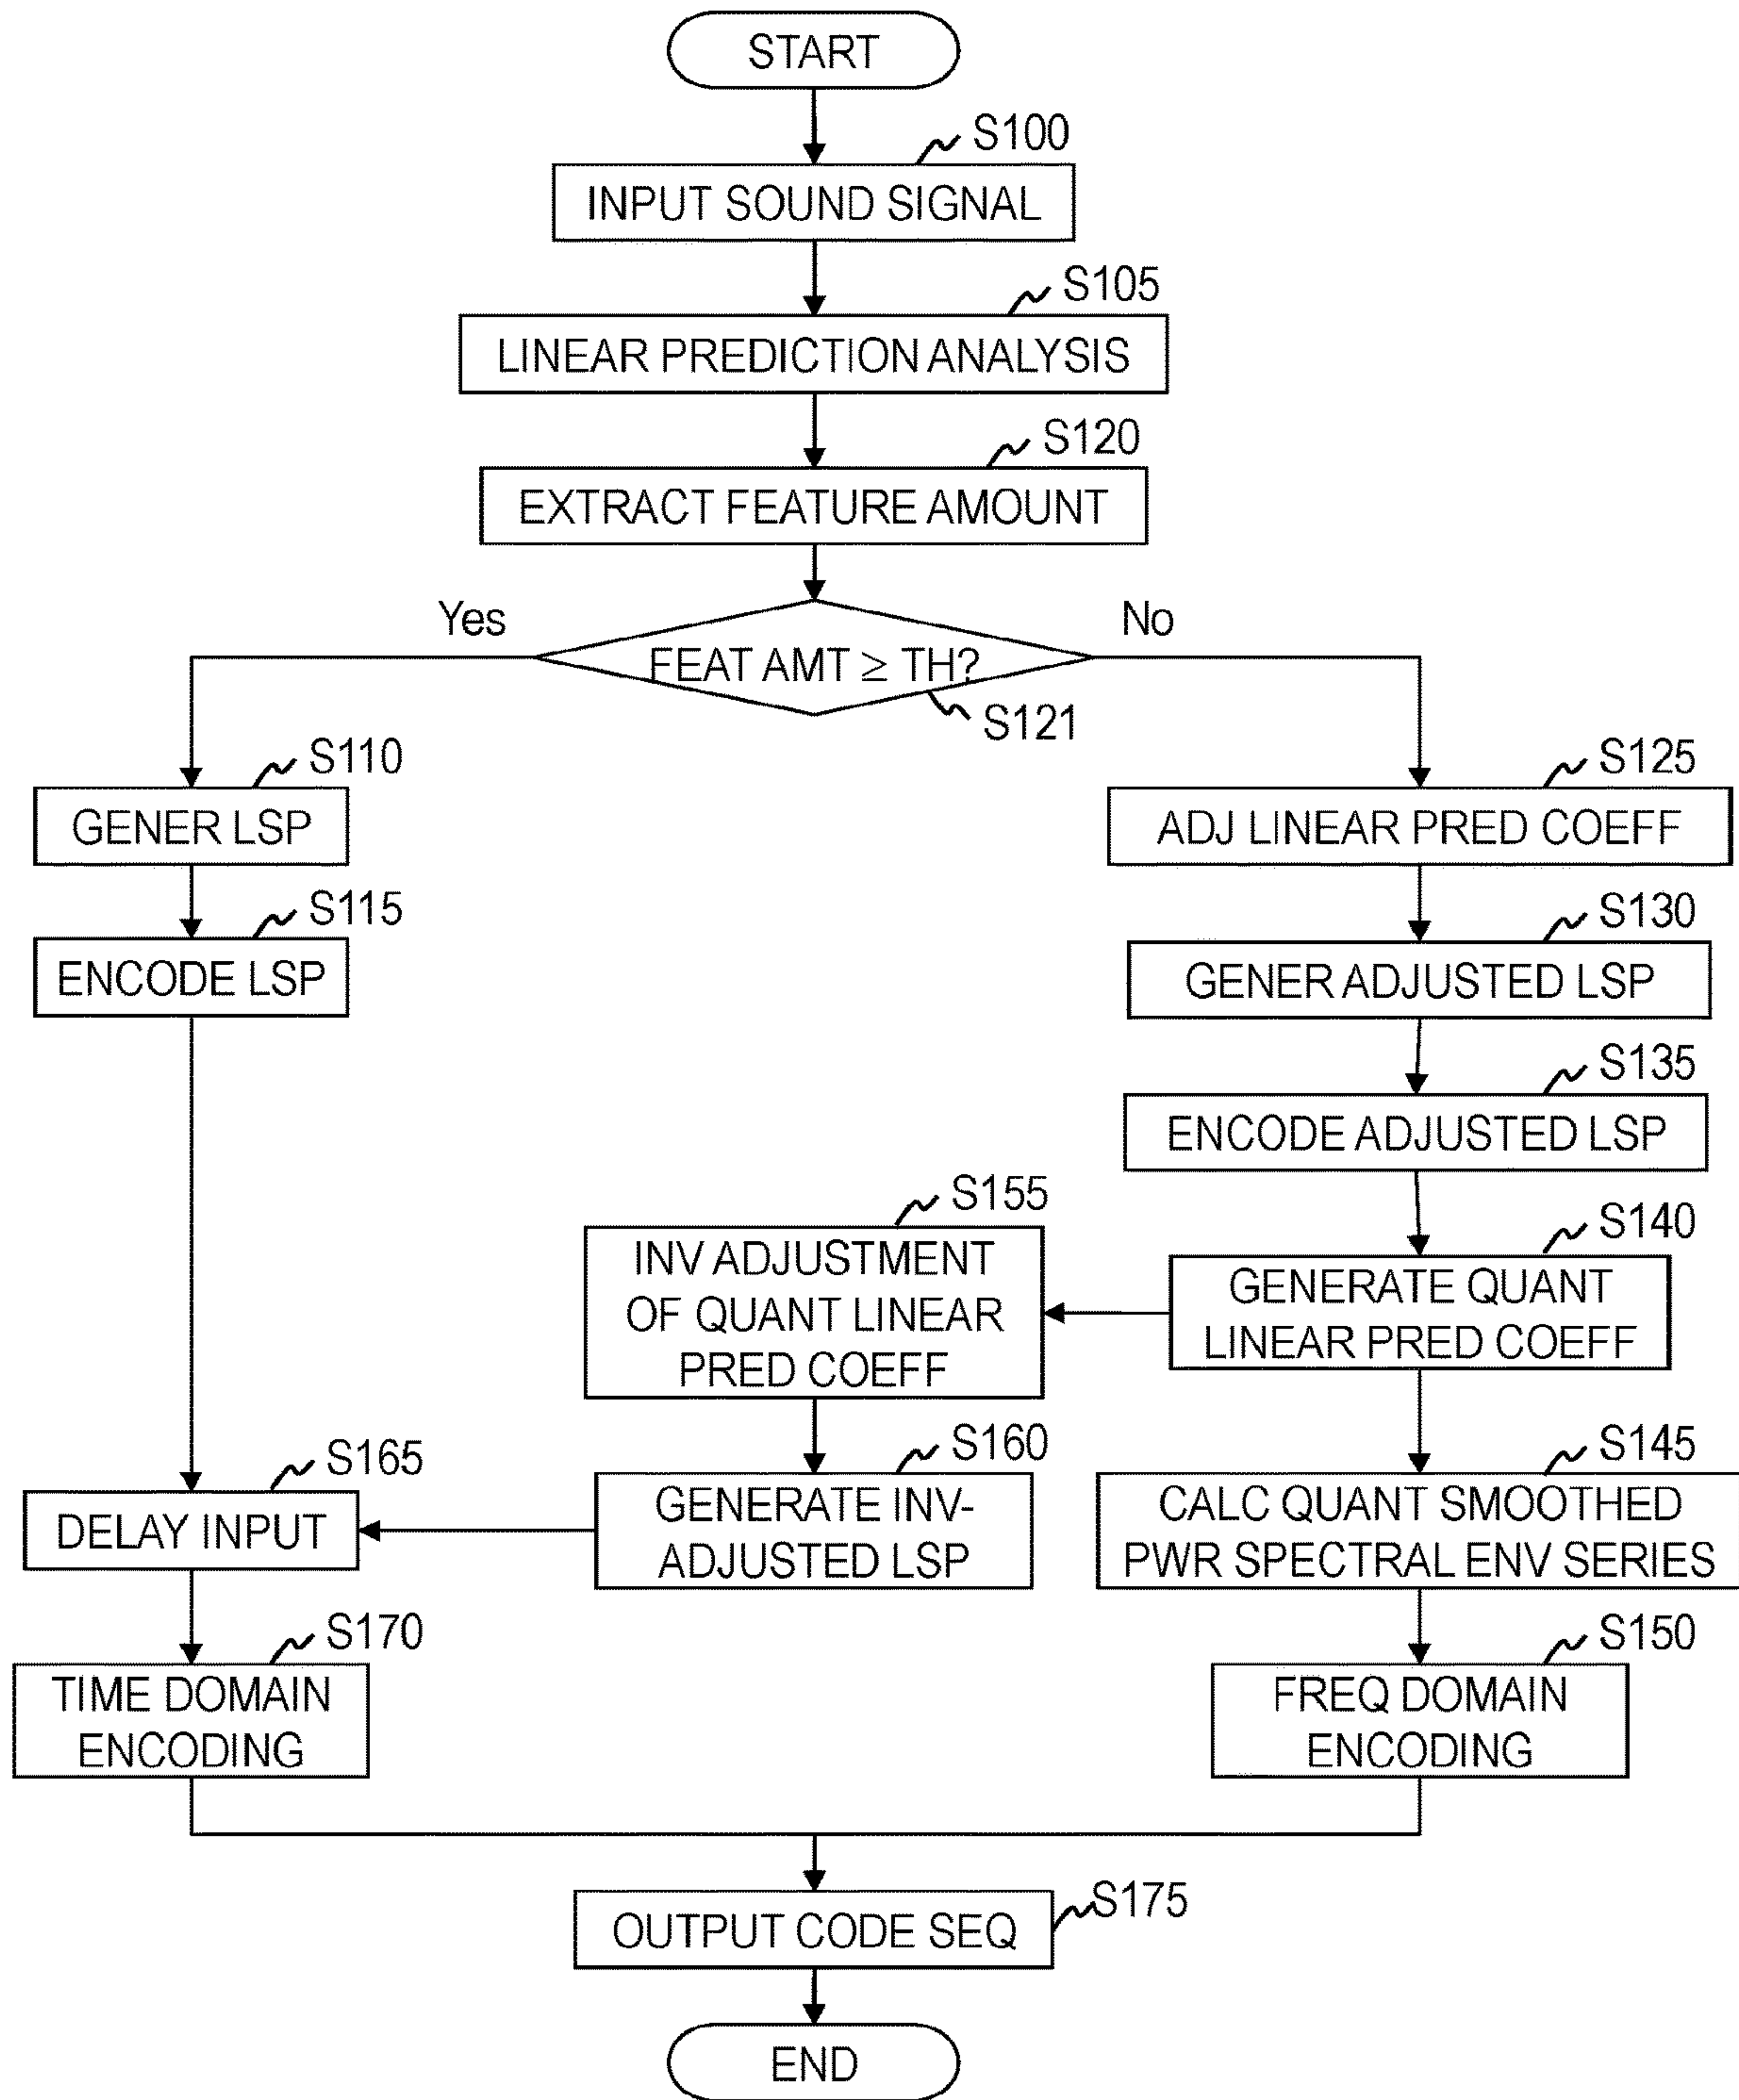 START
S100
INPUT SOUND SIGNAL
S105
LINEAR PREDICTION ANALYSIS
S120
EXTRACT FEATURE AMOUNT
Yes
No
FEAT AMT ≥ TH?
S121
S110
GENER LSP
S115
ENCODE LSP
S125
ADJ LINEAR PRED COEFF
S130
GENER ADJUSTED LSP
S135
ENCODE ADJUSTED LSP
S140
GENERATE QUANT
LINEAR PRED COEFF
S155
INV ADJUSTMENT
OF QUANT LINEAR
PRED COEFF
S160
GENERATE INV-
ADJUSTED LSP
S145
CALC QUANT SMOOTHED
PWR SPECTRAL ENV SERIES
S165
DELAY INPUT
S170
TIME DOMAIN
ENCODING
S150
FREQ DOMAIN
ENCODING
S175
OUTPUT CODE SEQ
END